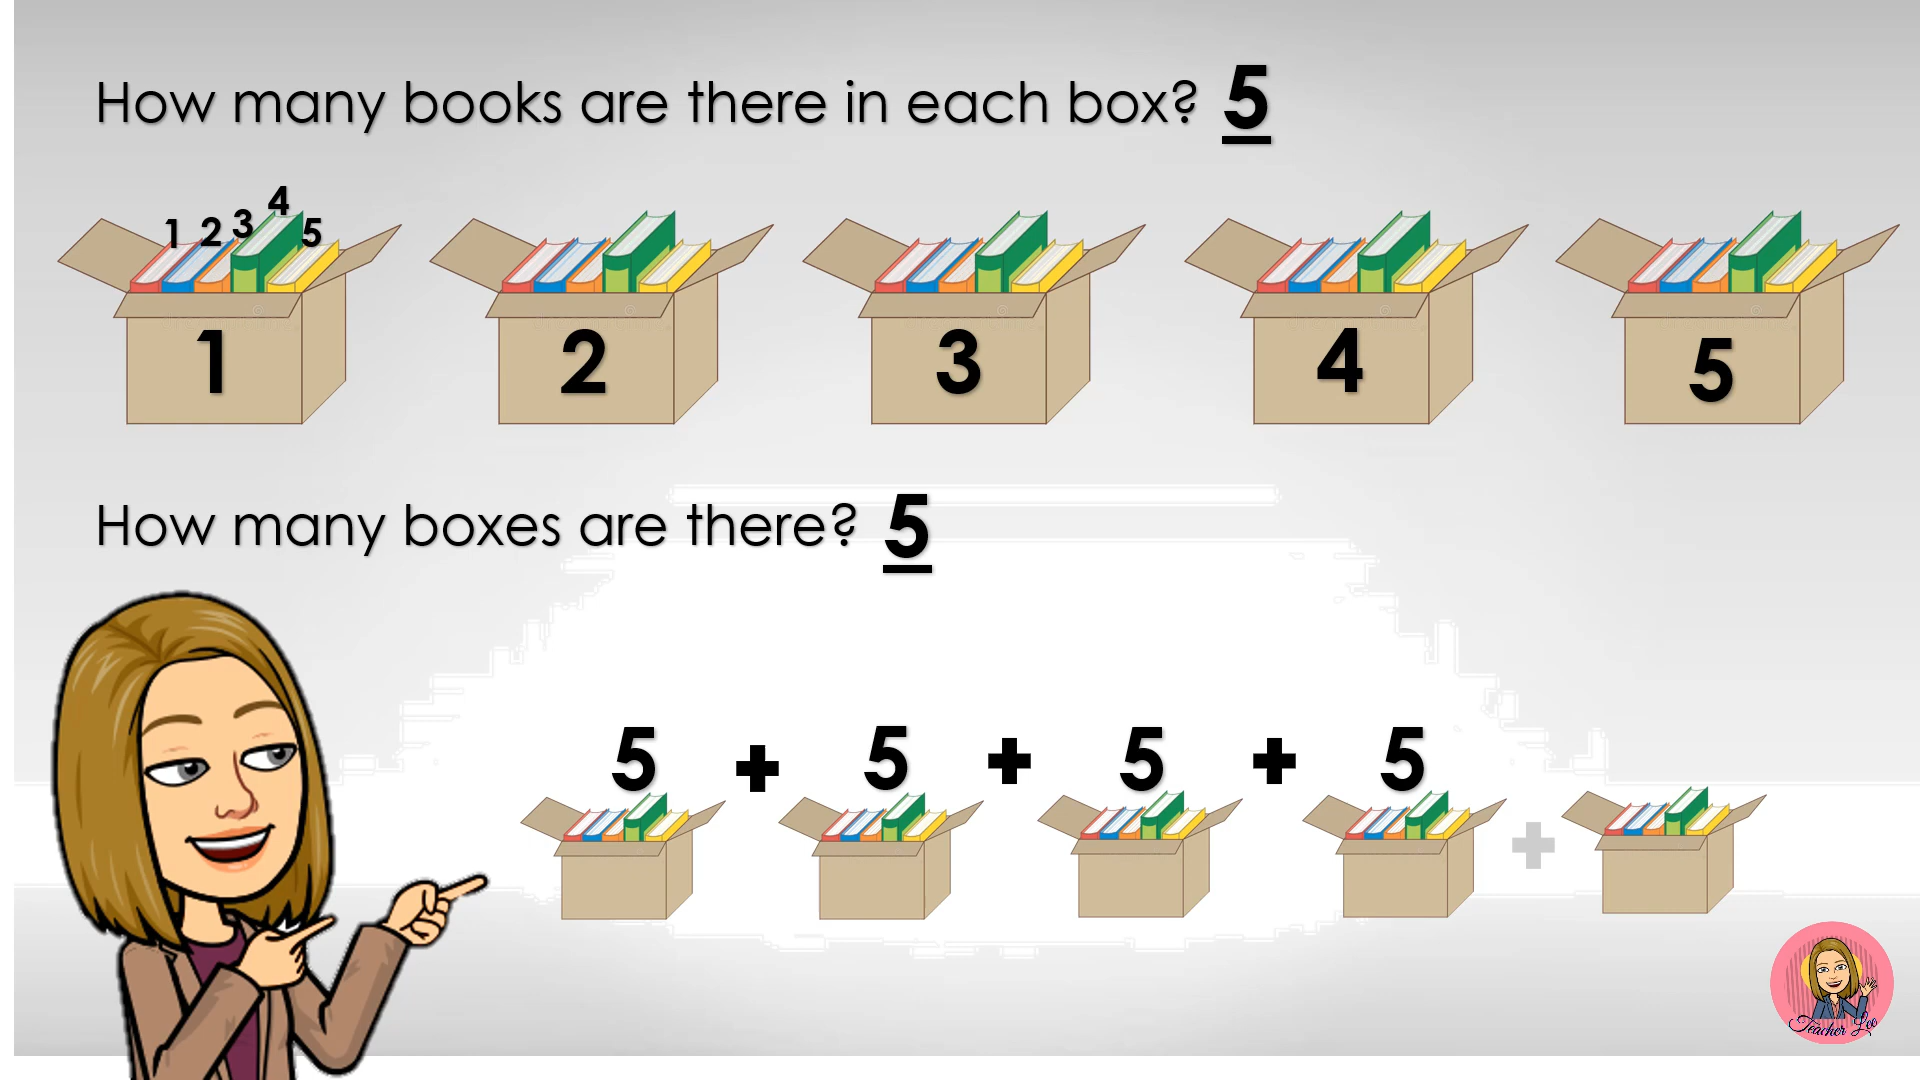 How many books are there in each box? 5
1 2 3 4 5
1 2 3 4 5
How many boxes are there? 5
5 + 5 + 5 + 5 +
Teacher Lee